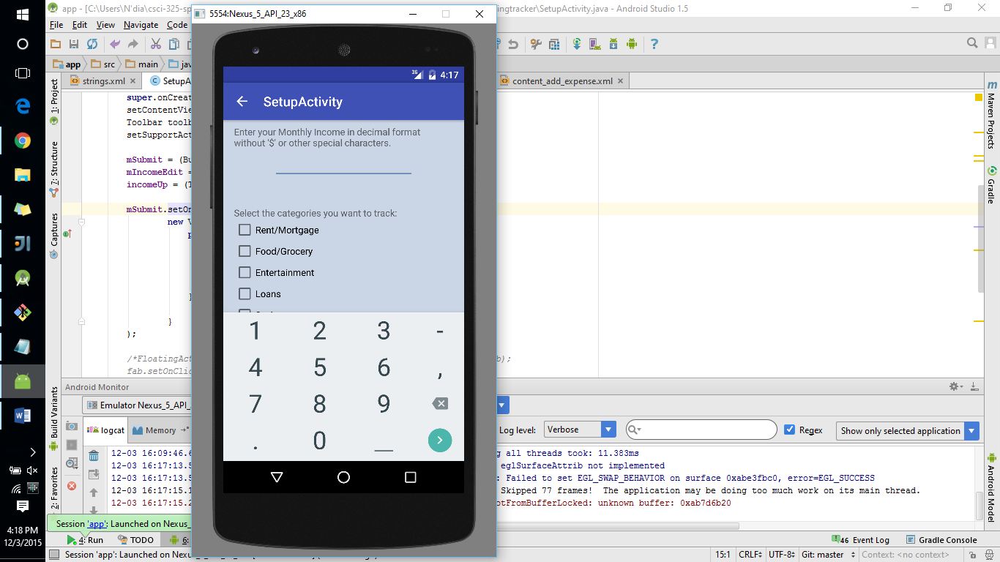 app - [C:\Users\N'dia\csci-325-sp
5554:Nexus_5_API_23_x86
ngtracker\SetupActivity.java - Android Studio 1.5
File Edit View Navigate Code
app src main jav
strings.xml SetupA
content_add_expense.xml
1: Project
7: Structure
Captures
Build Variants
2: Favorites
Maven Projects
Gradle
Android Model
super.onCreat
setContentVie
Toolbar toolb
setSupportAct
mSubmit = (Bu
mIncomeEdit =
incomeUp = (T
mSubmit.setOn
new V
p
}
}
);
/*FloatingAct
b);
fab.setOnClic
3G 4:17
SetupActivity
Enter your Monthly Income in decimal format
without '$' or other special characters.
Select the categories you want to track:
Rent/Mortgage
Food/Grocery
Entertainment
Loans
1 2 3 -
4 5 6 ,
7 8 9
. 0
Android Monitor
Emulator Nexus_5_API_
logcat Memory
Log level: Verbose Regex Show only selected application
12-03 16:09:46.6
g all threads took: 11.383ms
12-03 16:17:13.5
eglSurfaceAttrib not implemented
12-03 16:17:13.5
: Failed to set EGL_SWAP_BEHAVIOR on surface 0xabe3fbc0, error=EGL_SUCCESS
12-03 16:17:15.1
Skipped 77 frames! The application may be doing too much work on its main thread.
12-03 16:17:15.2
otFromBufferLocked: unknown buffer: 0xab7d6b20
Session 'app': Launched on Nexus_
4: Run TODO 6:
46 Event Log Gradle Console
Session 'app': Launched on Nexu
15:1 CRLF UTF-8 Git: master Context: <no context>
4:18 PM
12/3/2015